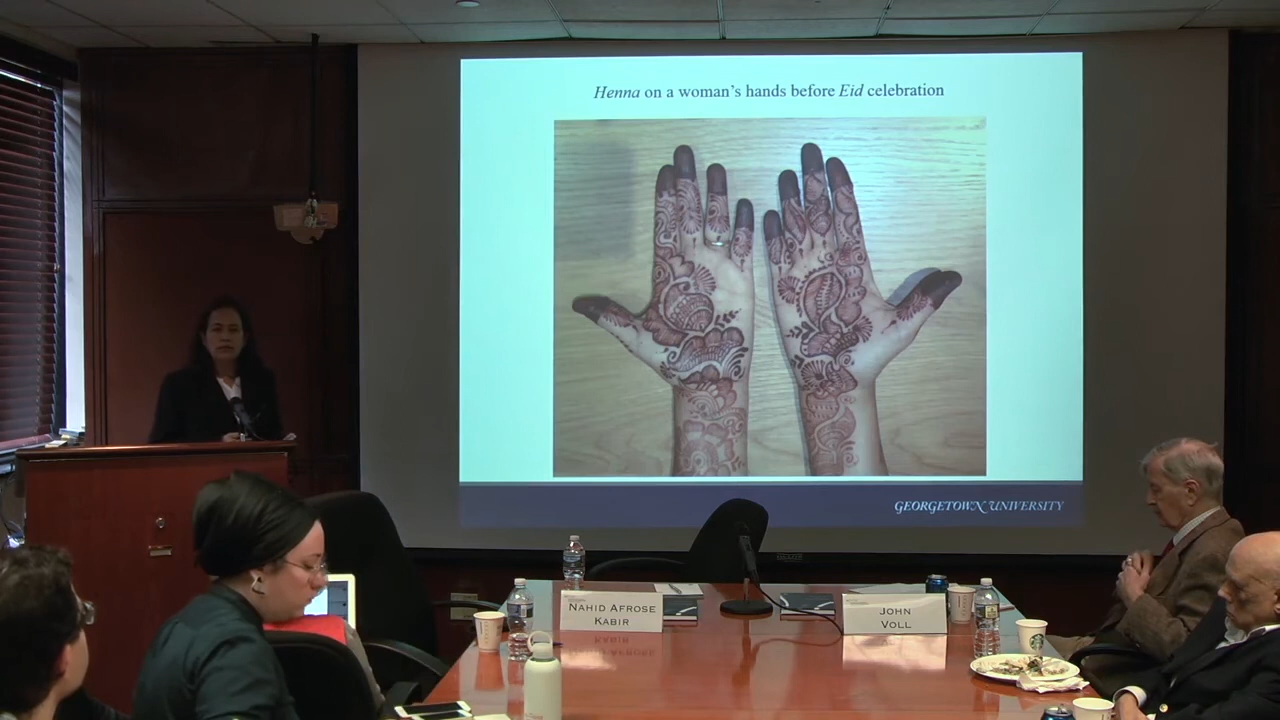 Henna on a woman's hands before Eid celebration
GEORGETOWN UNIVERSITY
NAHID AFROSE
KABIR
JOHN
VOLL